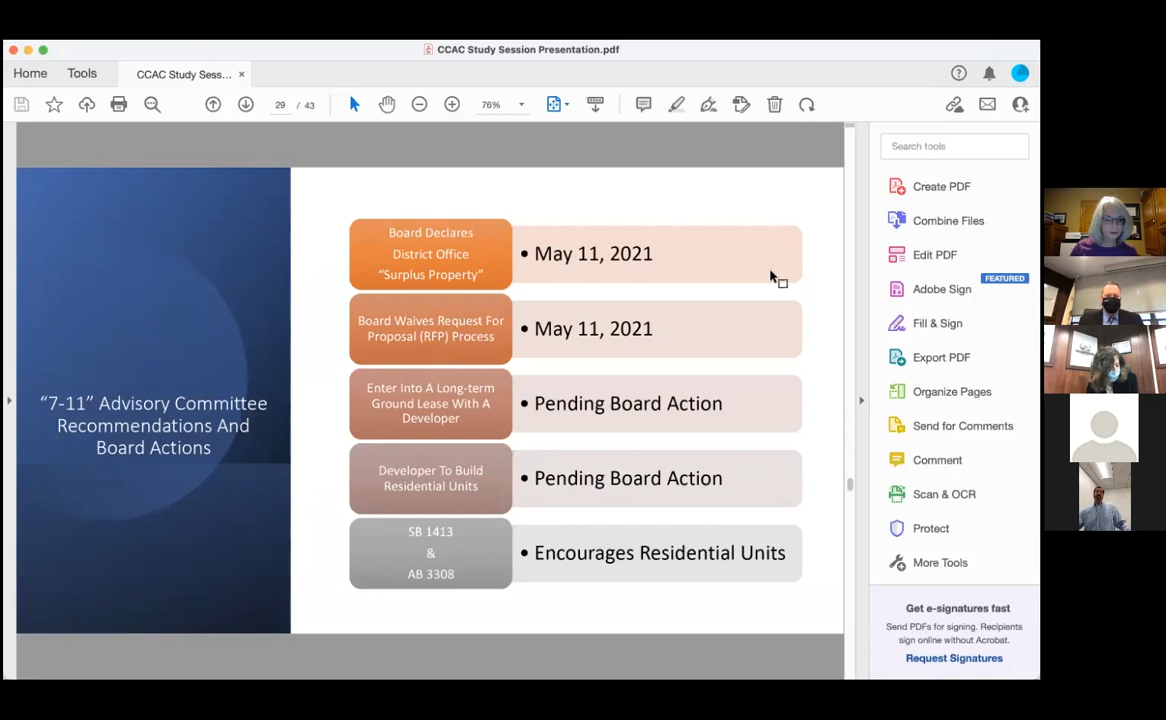 CCAC Study Session Presentation.pdf
Home
Tools
CCAC Study Sess...
29 / 43
76%
Search tools
Create PDF
Combine Files
Edit PDF
FEATURED
Adobe Sign
Fill & Sign
Export PDF
Organize Pages
Send for Comments
Comment
Scan & OCR
Protect
More Tools
Get e-signatures fast
Send PDFs for signing. Recipients
sign online without Acrobat.
Request Signatures
“7-11” Advisory Committee
Recommendations And
Board Actions
Board Declares
District Office
“Surplus Property”
• May 11, 2021
Board Waives Request For
Proposal (RFP) Process
• May 11, 2021
Enter Into A Long-term
Ground Lease With A
Developer
• Pending Board Action
Developer To Build
Residential Units
• Pending Board Action
SB 1413
&
AB 3308
• Encourages Residential Units